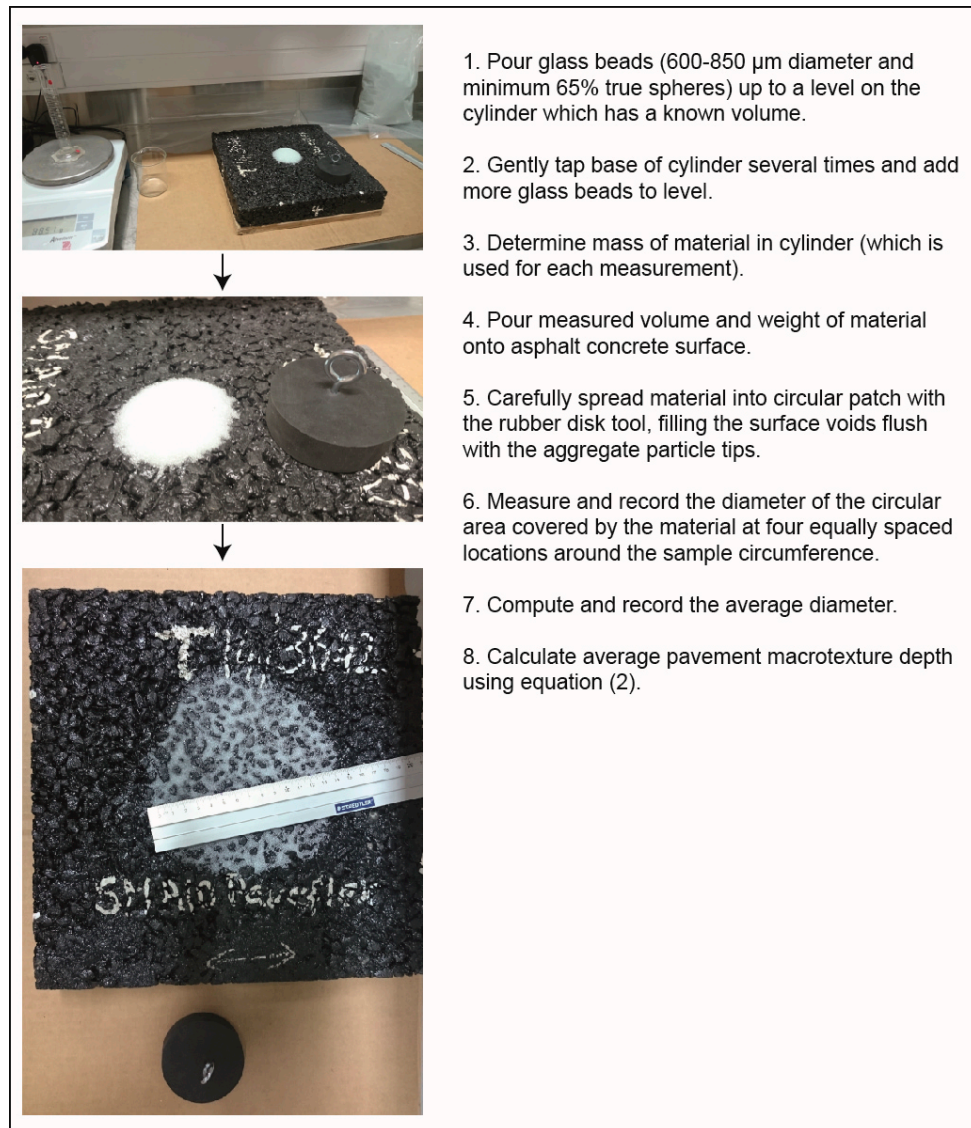 1. Pour glass beads (600-850 µm diameter and
minimum 65% true spheres) up to a level on the
cylinder which has a known volume.
2. Gently tap base of cylinder several times and add
more glass beads to level.
3. Determine mass of material in cylinder (which is
used for each measurement).
4. Pour measured volume and weight of material
onto asphalt concrete surface.
5. Carefully spread material into circular patch with
the rubber disk tool, filling the surface voids flush
with the aggregate particle tips.
6. Measure and record the diameter of the circular
area covered by the material at four equally spaced
locations around the sample circumference.
7. Compute and record the average diameter.
8. Calculate average pavement macrotexture depth
using equation (2).
STAEDTLER